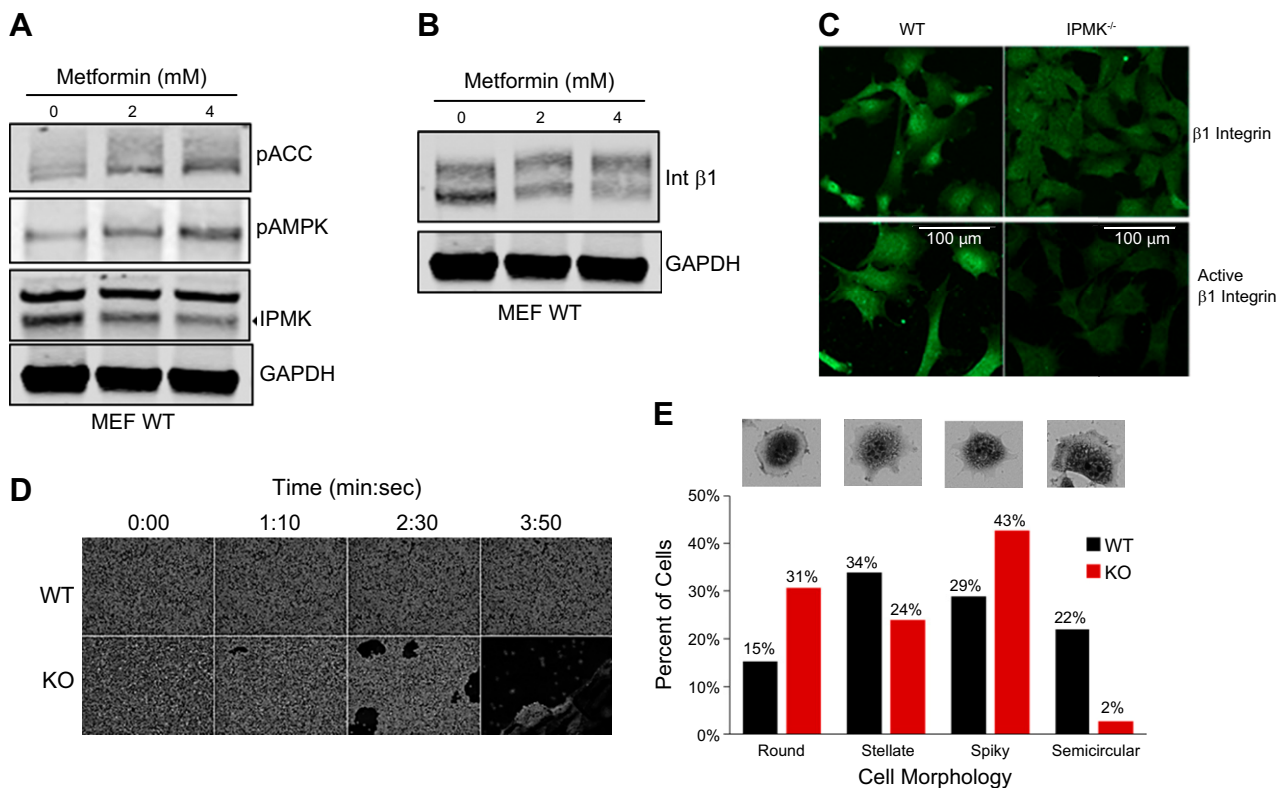 A
Metformin (mM)
0 2 4
pACC
pAMPK
IPMK
GAPDH
MEF WT
B
Metformin (mM)
0 2 4
Int β1
GAPDH
MEF WT
C
WT IPMK-/-
β1 Integrin
100 µm 100 µm
Active
β1 Integrin
D
Time (min:sec)
0:00 1:10 2:30 3:50
WT
KO
E
50%
40%
30%
20%
10%
0%
Percent of Cells
15% 31% 34% 24% 29% 43% 22% 2%
WT
KO
Round Stellate Spiky Semicircular
Cell Morphology